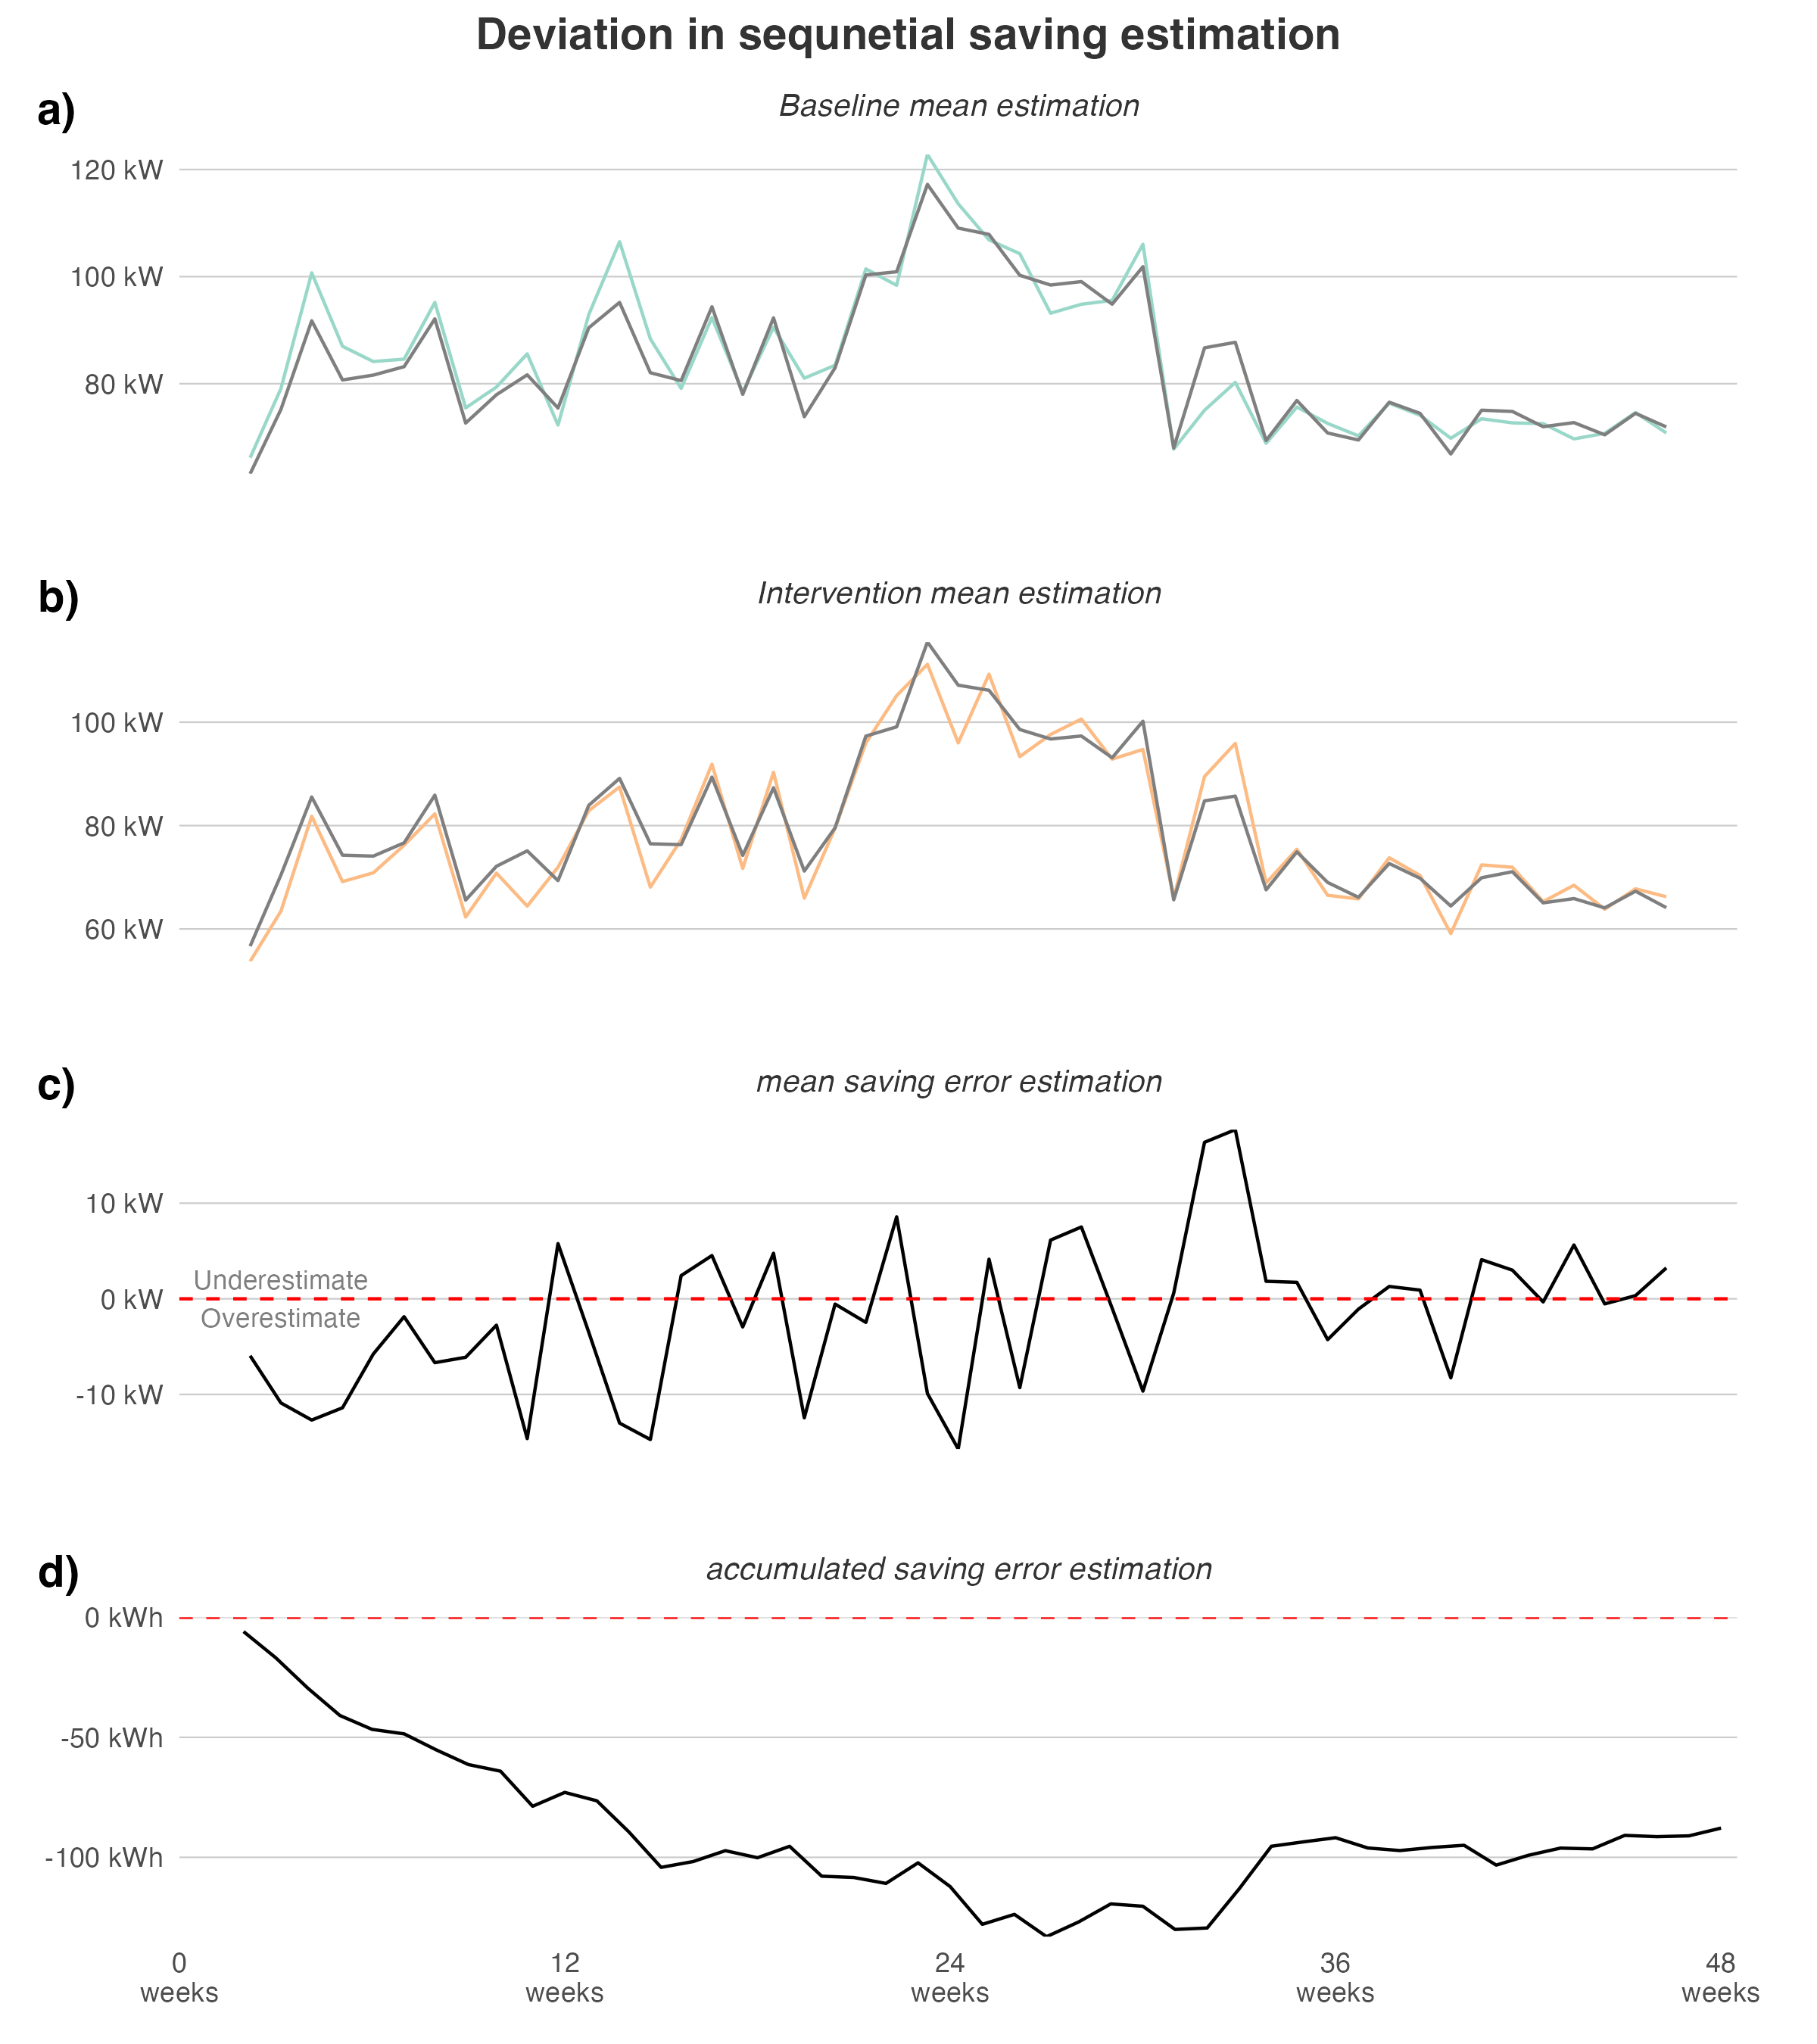 Deviation in sequnetial saving estimation
a)
Baseline mean estimation
120 kW
100 kW
80 kW
b)
Intervention mean estimation
100 kW
80 kW
60 kW
c)
mean saving error estimation
10 kW
Underestimate
0 kW
Overestimate
-10 kW
d)
accumulated saving error estimation
0 kWh
-50 kWh
-100 kWh
0 12 24 36 48
weeks weeks weeks weeks weeks